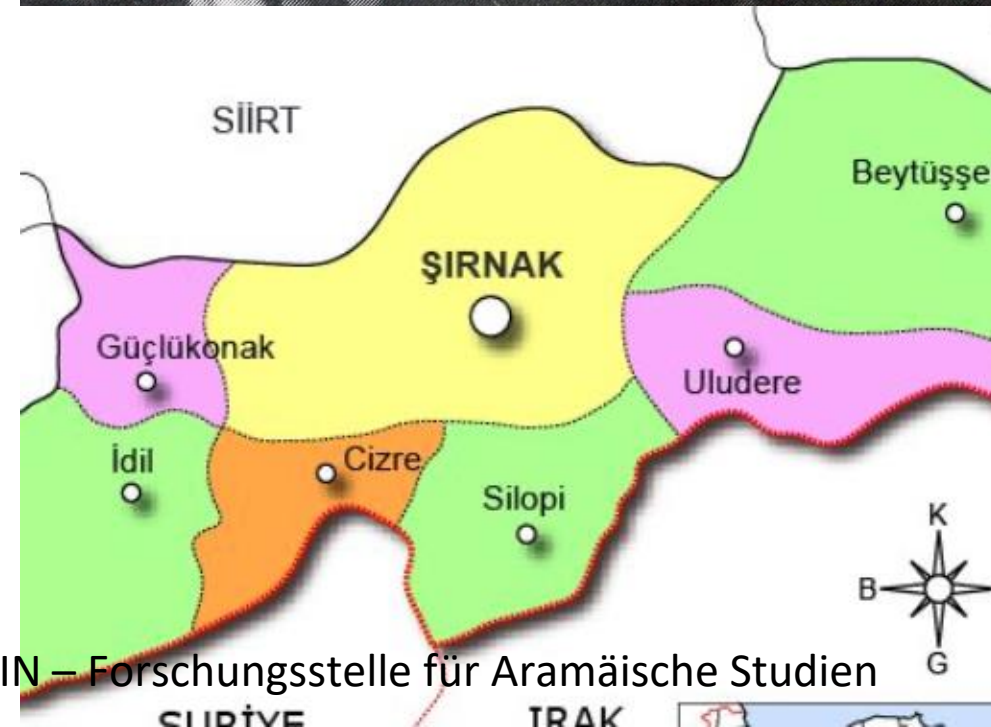 SİİRT
Beytüşşe
ŞIRNAK
Güçlükonak
Uludere
İdil
Cizre
Silopi
K
B
G
IN – Forschungsstelle für Aramäische Studien
SURİYE
IRAK